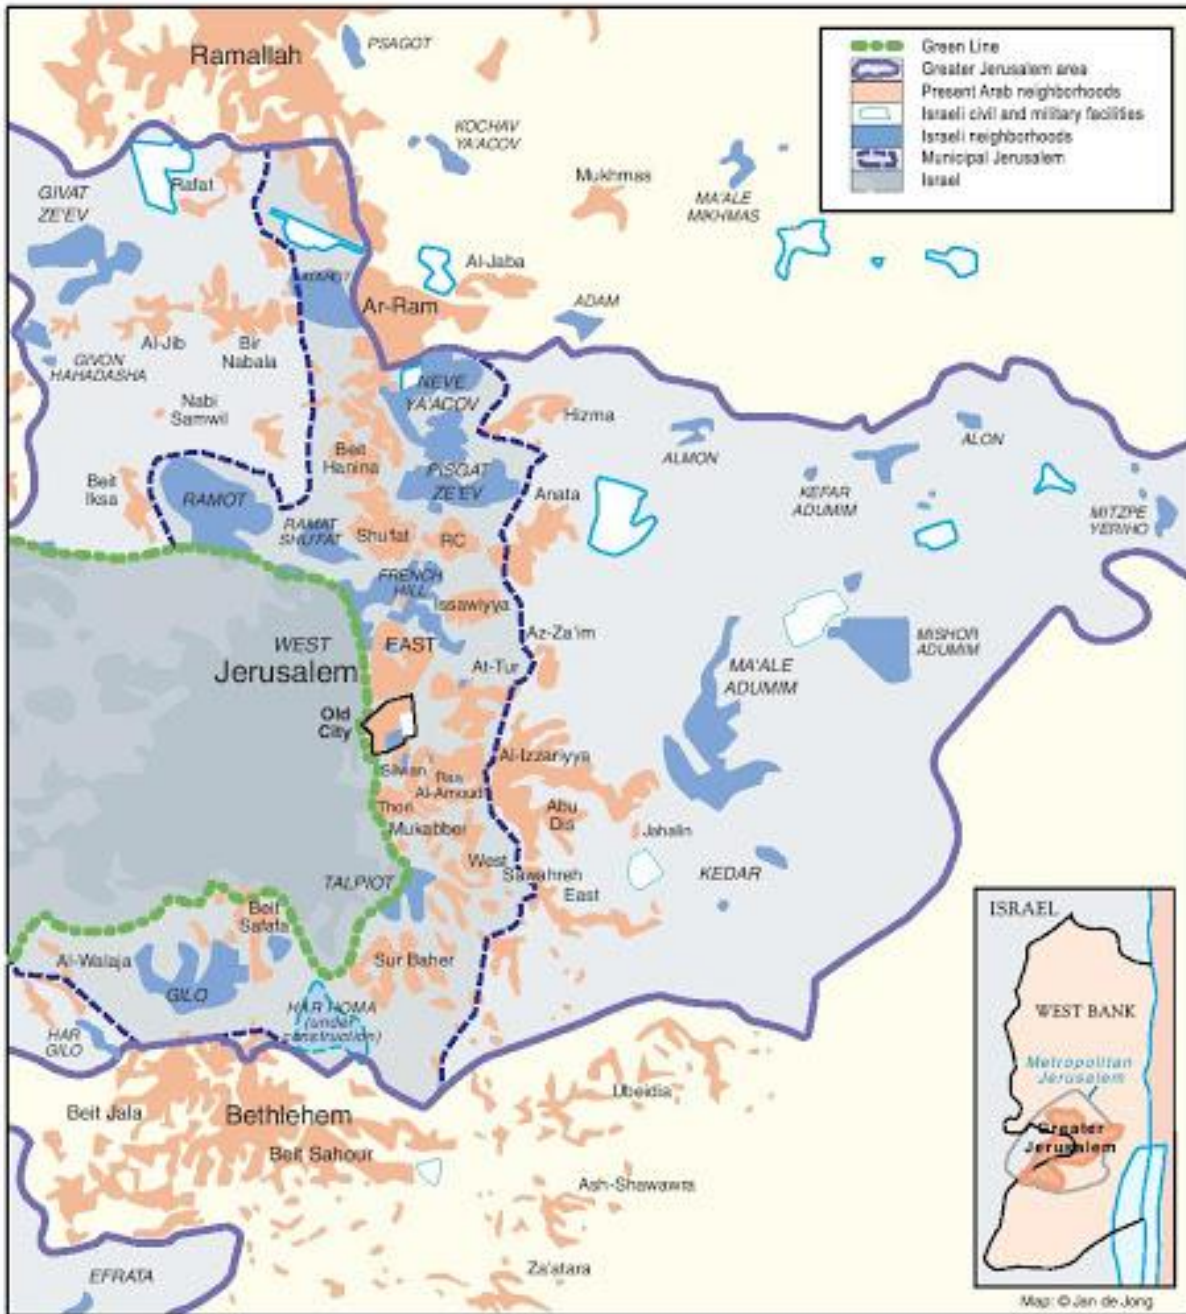 Ramallah
PSAGOT
Green Line
Greater Jerusalem area
Present Arab neighborhoods
Israeli civil and military facilities
Israeli neighborhoods
Municipal Jerusalem
Israel
KOCHAV
YA'ACOV
Mukhmas
MA'ALE
MIKHMAS
Rafat
GIVAT
ZE'EV
Al-Jaba
Ar-Ram
ADAM
Al-Jib
Bir
Nabala
GIVON
HAHADASHA
NEVE
YA'ACOV
Nabi
Samwil
Hizma
ALMON
ALON
Beit
Hanina
PISGAT
ZE'EV
Beit
Iksa
RAMOT
Anata
KEFAR
ADUMIM
MITZPE
YERIHO
RAMAT
SHU'FAT
Shu'fat
RC
FRENCH
HILL
Issawiyya
WEST
EAST
Jerusalem
Az-Za'im
At-Tur
MA'ALE
ADUMIM
MISHOR
ADUMIM
Old
City
Al-Izzariyya
Silwan
Ras
Al-Amoud
Thori
Mukabber
Abu
Dis
Jahalin
West
Sawahreh
East
KEDAR
TALPIOT
Beit
Safafa
Al-Walaja
GILO
Sur Baher
HAR HOMA
(under
construction)
HAR
GILO
Beit Jala
Bethlehem
Beit Sahour
Ubeidia
Ash-Shawawra
Za'atara
EFRATA
ISRAEL
WEST BANK
Metropolitan
Jerusalem
Greater
Jerusalem
Map: © Jan de Jong